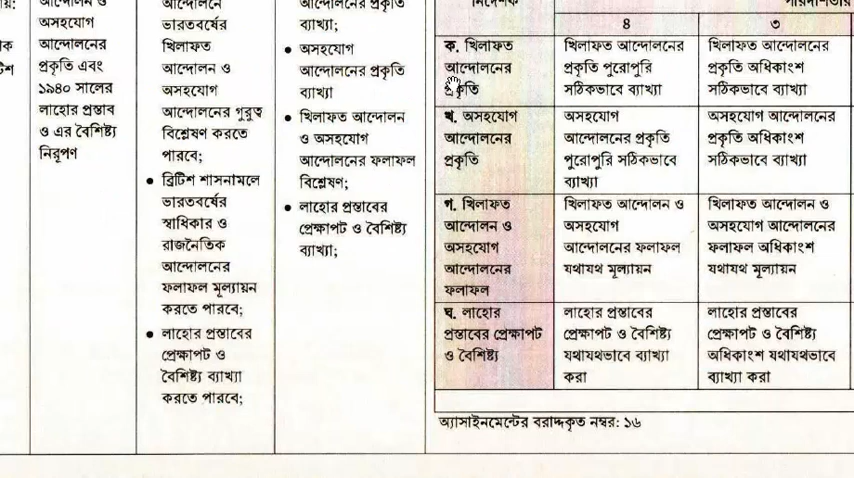 য়:
ক
টিশ
আন্দোলন ও
অসহযোগ
আন্দোলনের
প্রকৃতি এবং
১৯৪০ সালের
লাহোর প্রস্তাব
ও এর বৈশিষ্ট্য
নিরূপণ
আন্দোলনে
ভারতবর্ষের
খিলাফত
আন্দোলন ও
অসহযোগ
আন্দোলনের গুরুত্ব
বিশ্লেষণ করতে
পারবে;
• ব্রিটিশ শাসনামলে
ভারতবর্ষের
স্বাধিকার ও
রাজনৈতিক
আন্দোলনের
ফলাফল মূল্যায়ন
করতে পারবে;
• লাহোর প্রস্তাবের
প্রেক্ষাপট ও
বৈশিষ্ট্য ব্যাখ্যা
করতে পারবে;
আন্দোলনের প্রকৃতি
ব্যাখ্যা;
• অসহযোগ
আন্দোলনের প্রকৃতি
ব্যাখ্যা
• খিলাফত আন্দোলন
ও অসহযোগ
আন্দোলনের ফলাফল
বিশ্লেষণ;
• লাহোর প্রস্তাবের
প্রেক্ষাপট ও বৈশিষ্ট্য
ব্যাখ্যা;
নির্দেশক
পারদর্শিতার
৪
৩
ক. খিলাফত
আন্দোলনের
প্রকৃতি
খিলাফত আন্দোলনের
প্রকৃতি পুরোপুরি
সঠিকভাবে ব্যাখ্যা
খিলাফত আন্দোলনের
প্রকৃতি অধিকাংশ
সঠিকভাবে ব্যাখ্যা
খ. অসহযোগ
আন্দোলনের
প্রকৃতি
অসহযোগ
আন্দোলনের প্রকৃতি
পুরোপুরি সঠিকভাবে
ব্যাখ্যা
অসহযোগ আন্দোলনের
প্রকৃতি অধিকাংশ
সঠিকভাবে ব্যাখ্যা
গ. খিলাফত
আন্দোলন ও
অসহযোগ
আন্দোলনের
ফলাফল
খিলাফত আন্দোলন ও
অসহযোগ
আন্দোলনের ফলাফল
যথাযথ মূল্যায়ন
খিলাফত আন্দোলন ও
অসহযোগ আন্দোলনের
ফলাফল অধিকাংশ
যথাযথ মূল্যায়ন
ঘ. লাহোর
প্রস্তাবের প্রেক্ষাপট
ও বৈশিষ্ট্য
লাহোর প্রস্তাবের
প্রেক্ষাপট ও বৈশিষ্ট্য
যথাযথভাবে ব্যাখ্যা
করা
লাহোর প্রস্তাবের
প্রেক্ষাপট ও বৈশিষ্ট্য
অধিকাংশ যথাযথভাবে
ব্যাখ্যা করা
অ্যাসাইনমেন্টের বরাদ্দকৃত নম্বর: ১৬